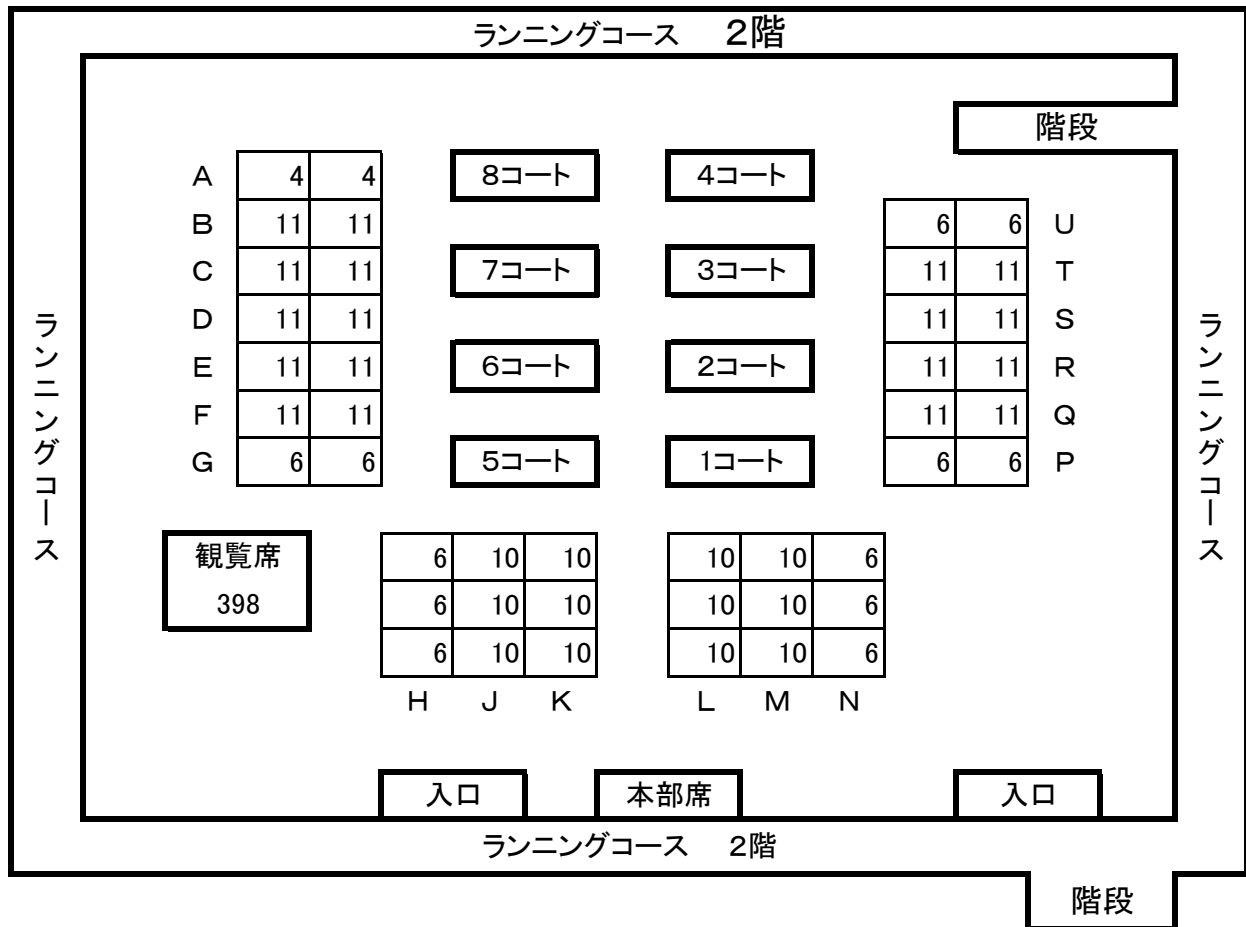 ランニングコース　２階
階段
A 4 4 8コート 4コート
B 11 11 6 6 U
C 11 11 7コート 3コート 11 11 T
D 11 11 11 11 S
E 11 11 6コート 2コート 11 11 R
F 11 11 11 11 Q
G 6 6 5コート 1コート 6 6 P
ランニングコース
ランニングコース
観覧席
398
6 10 10 10 10 6
6 10 10 10 10 6
6 10 10 10 10 6
H J K L M N
入口 本部席 入口
ランニングコース　２階
階段